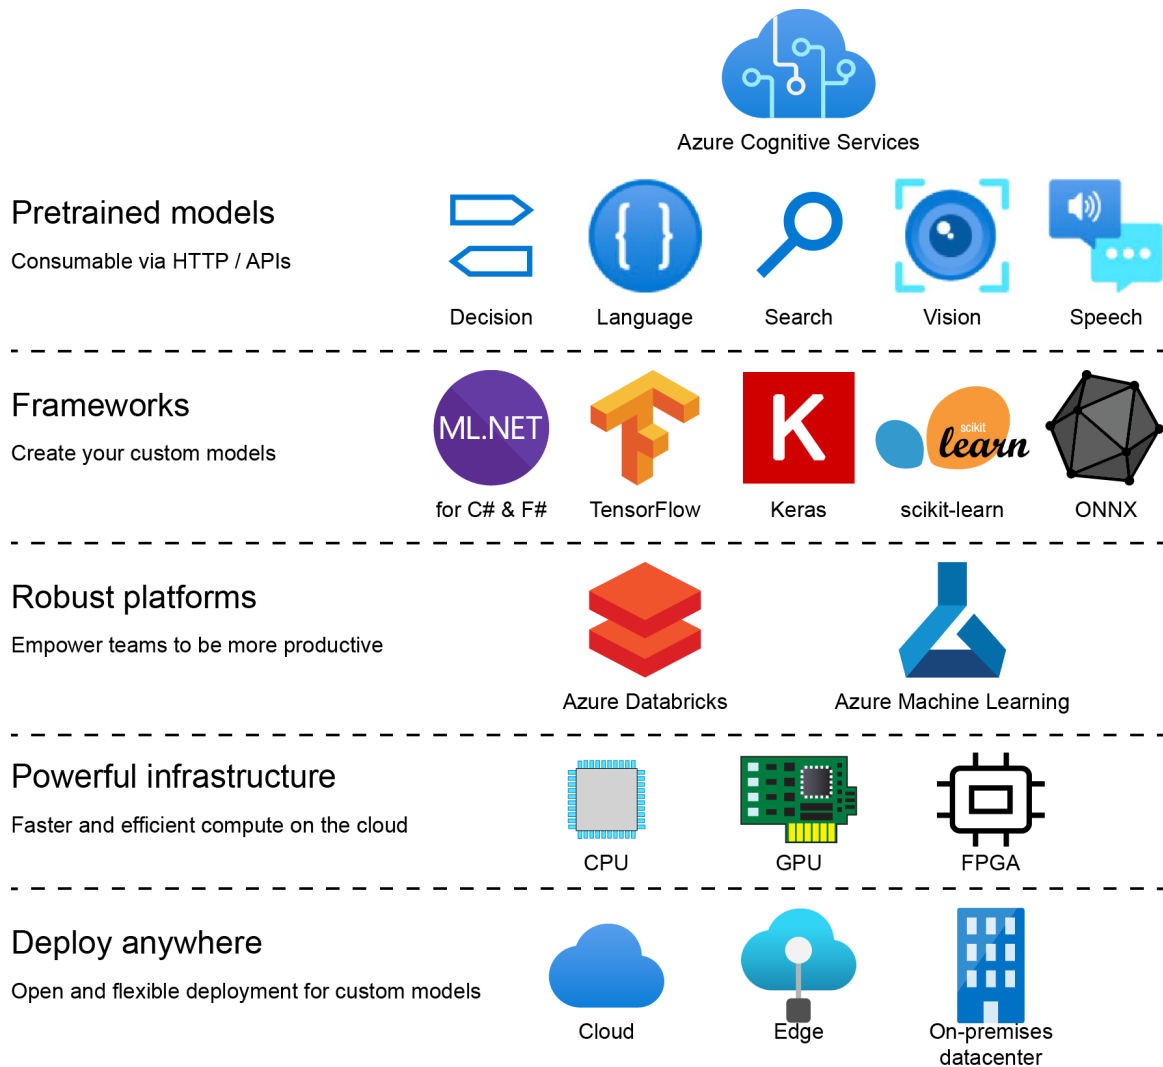 Azure Cognitive Services
Pretrained models
Consumable via HTTP / APIs
Decision
Language
Search
Vision
Speech
Frameworks
Create your custom models
ML.NET
scikit
learn
for C# & F#
TensorFlow
K
Keras
scikit-learn
ONNX
Robust platforms
Empower teams to be more productive
Azure Databricks
Azure Machine Learning
Powerful infrastructure
Faster and efficient compute on the cloud
CPU
GPU
FPGA
Deploy anywhere
Open and flexible deployment for custom models
Cloud
Edge
On-premises
datacenter